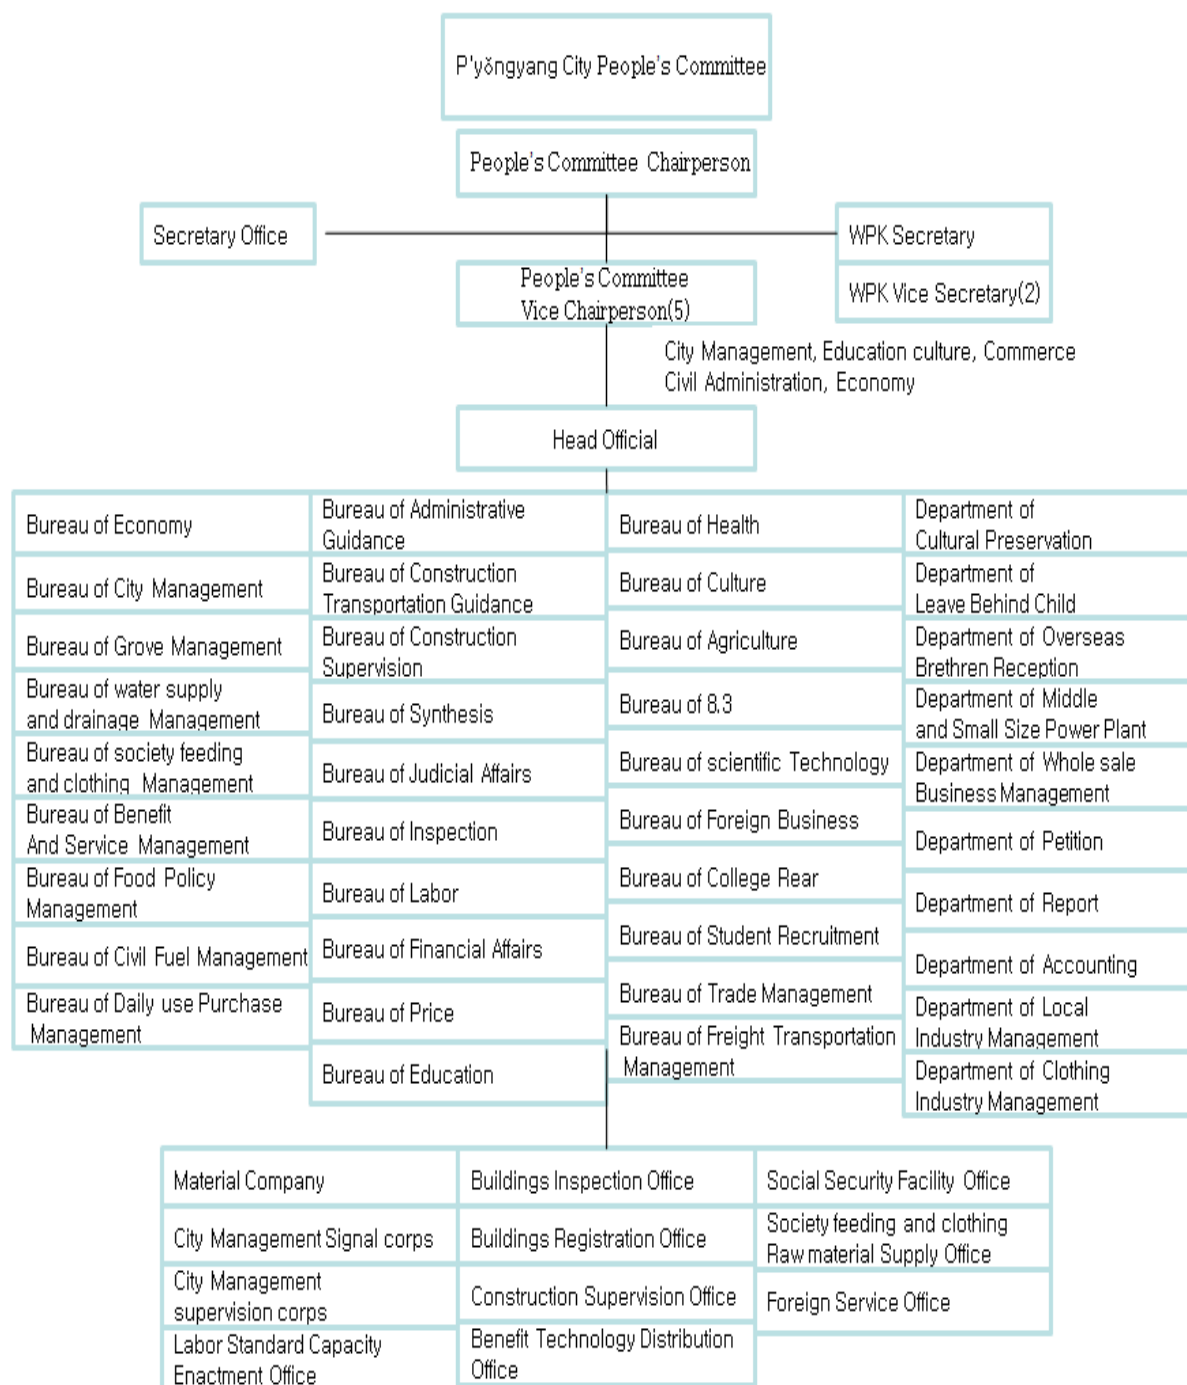 P'yŏngyang City People's Committee
People's Committee Chairperson
Secretary Office
WPK Secretary
People's Committee
Vice Chairperson(5)
WPK Vice Secretary(2)
City Management, Education culture, Commerce
Civil Administration, Economy
Head Official
Bureau of Economy
Bureau of City Management
Bureau of Grove Management
Bureau of water supply
and drainage Management
Bureau of society feeding
and clothing Management
Bureau of Benefit
And Service Management
Bureau of Food Policy
Management
Bureau of Civil Fuel Management
Bureau of Daily use Purchase
Management
Bureau of Administrative
Guidance
Bureau of Construction
Transportation Guidance
Bureau of Construction
Supervision
Bureau of Synthesis
Bureau of Judicial Affairs
Bureau of Inspection
Bureau of Labor
Bureau of Financial Affairs
Bureau of Price
Bureau of Education
Bureau of Health
Bureau of Culture
Bureau of Agriculture
Bureau of 8.3
Bureau of scientific Technology
Bureau of Foreign Business
Bureau of College Rear
Bureau of Student Recruitment
Bureau of Trade Management
Bureau of Freight Transportation
Management
Department of
Cultural Preservation
Department of
Leave Behind Child
Department of Overseas
Brethren Reception
Department of Middle
and Small Size Power Plant
Department of Whole sale
Business Management
Department of Petition
Department of Report
Department of Accounting
Department of Local
Industry Management
Department of Clothing
Industry Management
Material Company
City Management Signal corps
City Management
supervision corps
Labor Standard Capacity
Enactment Office
Buildings Inspection Office
Buildings Registration Office
Construction Supervision Office
Benefit Technology Distribution
Office
Social Security Facility Office
Society feeding and clothing
Raw material Supply Office
Foreign Service Office